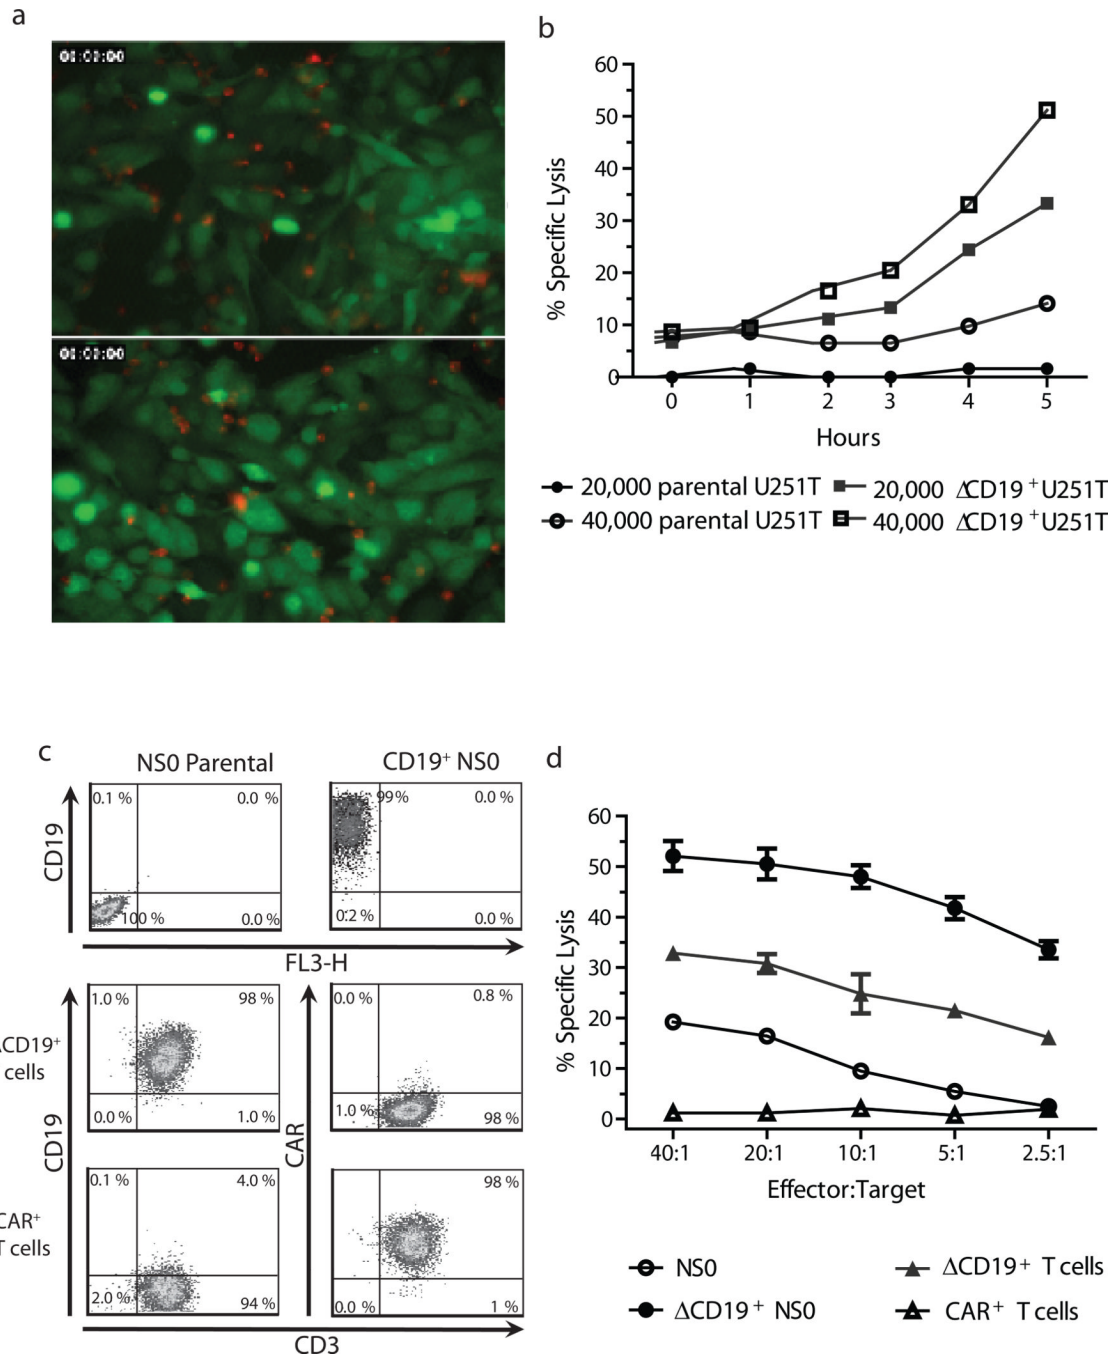 a
b
60
50
40
30
20
10
0
% Specific Lysis
0 1 2 3 4 5
Hours
20,000 parental U251T
20,000 ΔCD19⁺U251T
40,000 parental U251T
40,000 ΔCD19⁺U251T
c
NS0 Parental
CD19⁺ NS0
CD19
0.1 %
0.0 %
100 %
0.0 %
99%
0.0 %
0.2 %
0.0 %
FL3-H
CD19⁺
cells
CD19
1.0 %
98 %
0.0 %
1.0 %
CAR
0.0 %
0.8 %
1.0 %
98 %
CAR⁺
T cells
0.1 %
4.0 %
2.0 %
94 %
98 %
0.0 %
1 %
CD3
d
60
50
40
30
20
10
0
% Specific Lysis
40:1 20:1 10:1 5:1 2.5:1
Effector:Target
NS0
ΔCD19⁺ T cells
ΔCD19⁺ NS0
CAR⁺ T cells